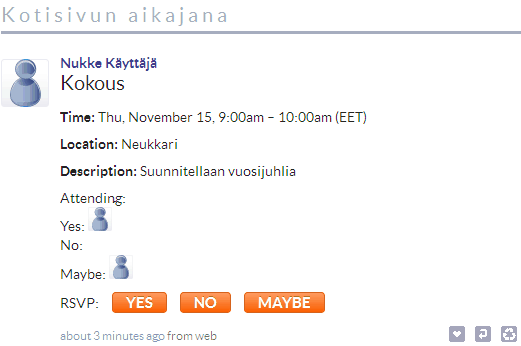 Kotisivun aikajana
Nukke Käyttäjä
Kokous
Time: Thu, November 15, 9:00am – 10:00am (EET)
Location: Neukkari
Description: Suunnitellaan vuosijuhlia
Attending:
Yes:
No:
Maybe:
RSVP: YES NO MAYBE
about 3 minutes ago from web